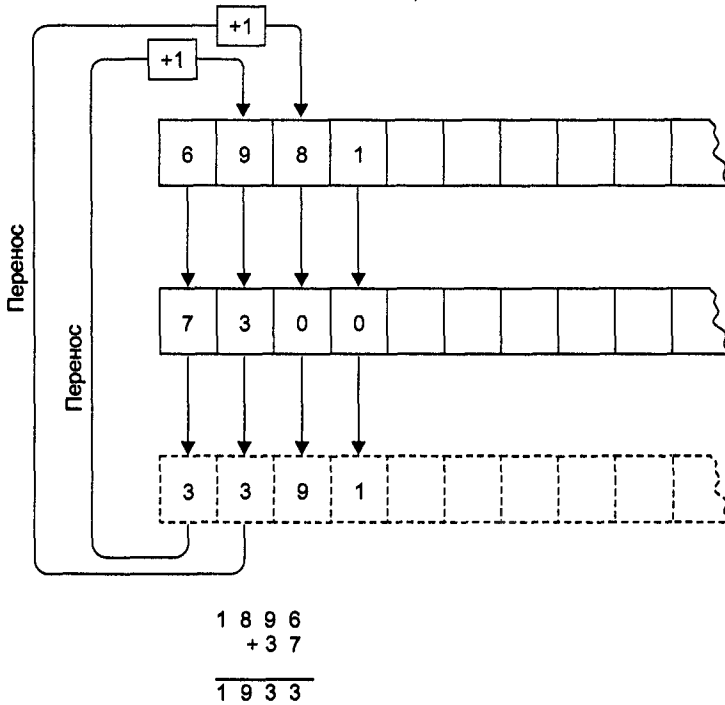 +1
+1
6 9 8 1
Перенос
Перенос
7 3 0 0
3 3 9 1
1 8 9 6
+ 3 7
1 9 3 3